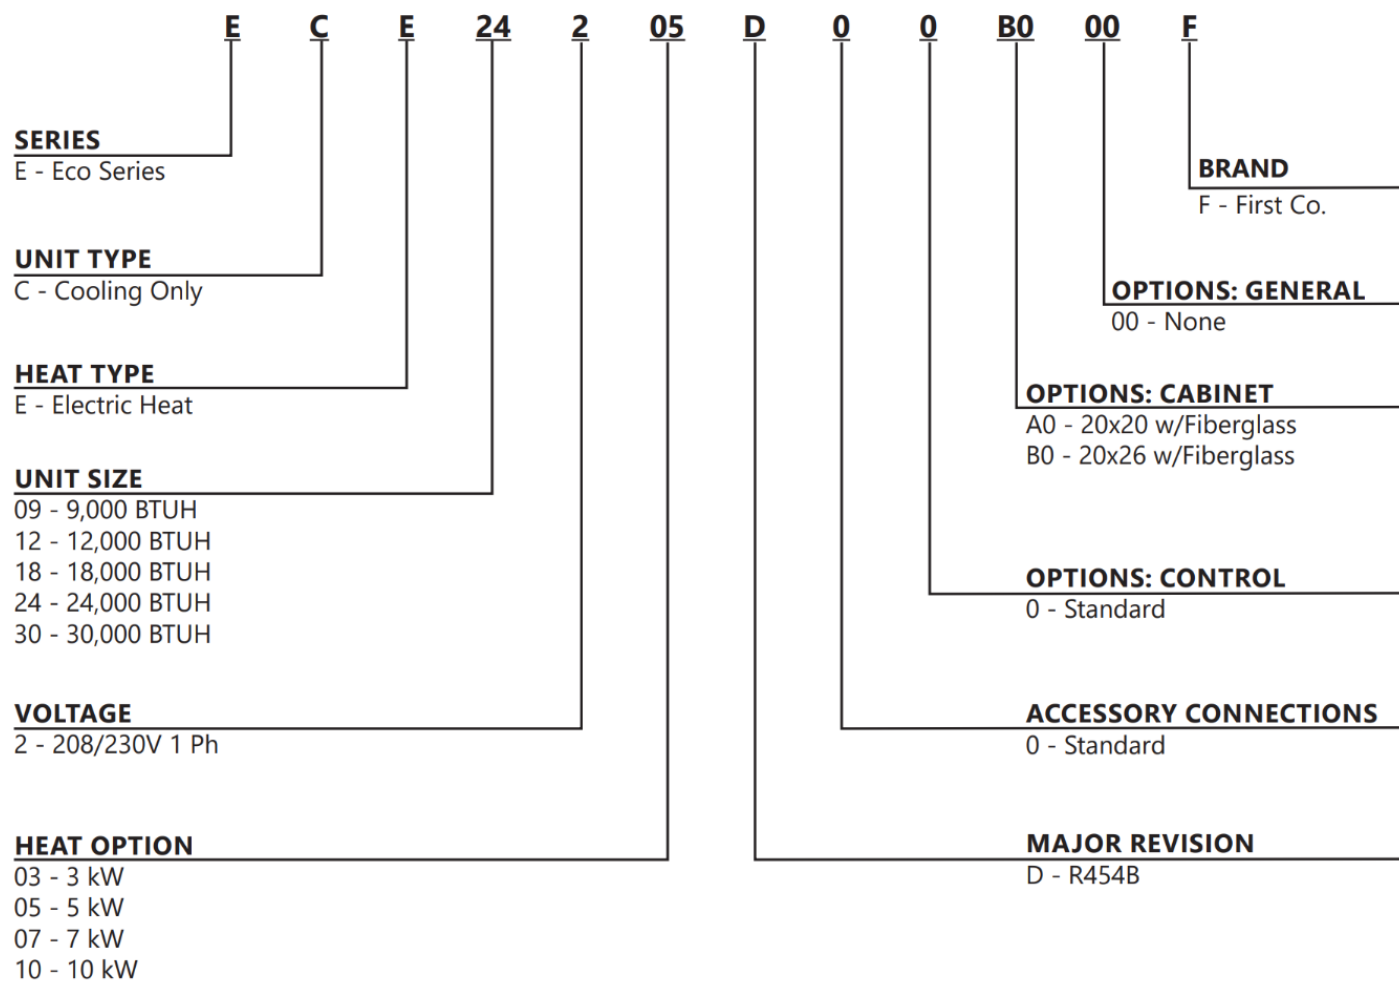 E C E 24 2 05 D 0 0 B0 00 F
SERIES
E - Eco Series
UNIT TYPE
C - Cooling Only
HEAT TYPE
E - Electric Heat
UNIT SIZE
09 - 9,000 BTUH
12 - 12,000 BTUH
18 - 18,000 BTUH
24 - 24,000 BTUH
30 - 30,000 BTUH
VOLTAGE
2 - 208/230V 1 Ph
HEAT OPTION
03 - 3 kW
05 - 5 kW
07 - 7 kW
10 - 10 kW
BRAND
F - First Co.
OPTIONS: GENERAL
00 - None
OPTIONS: CABINET
A0 - 20x20 w/Fiberglass
B0 - 20x26 w/Fiberglass
OPTIONS: CONTROL
0 - Standard
ACCESSORY CONNECTIONS
0 - Standard
MAJOR REVISION
D - R454B